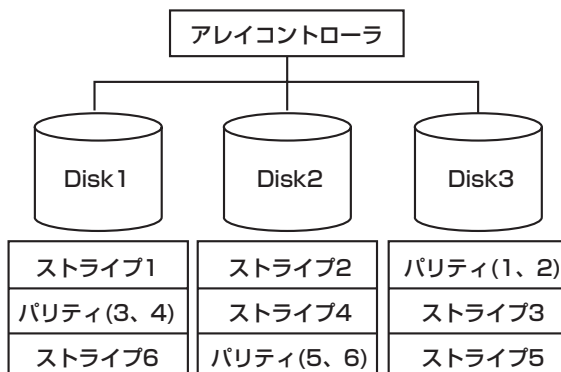 アレイコントローラ
Disk1 Disk2 Disk3
ストライプ1 ストライプ2 パリティ(1、2)
パリティ(3、4) ストライプ4 ストライプ3
ストライプ6 パリティ(5、6) ストライプ5